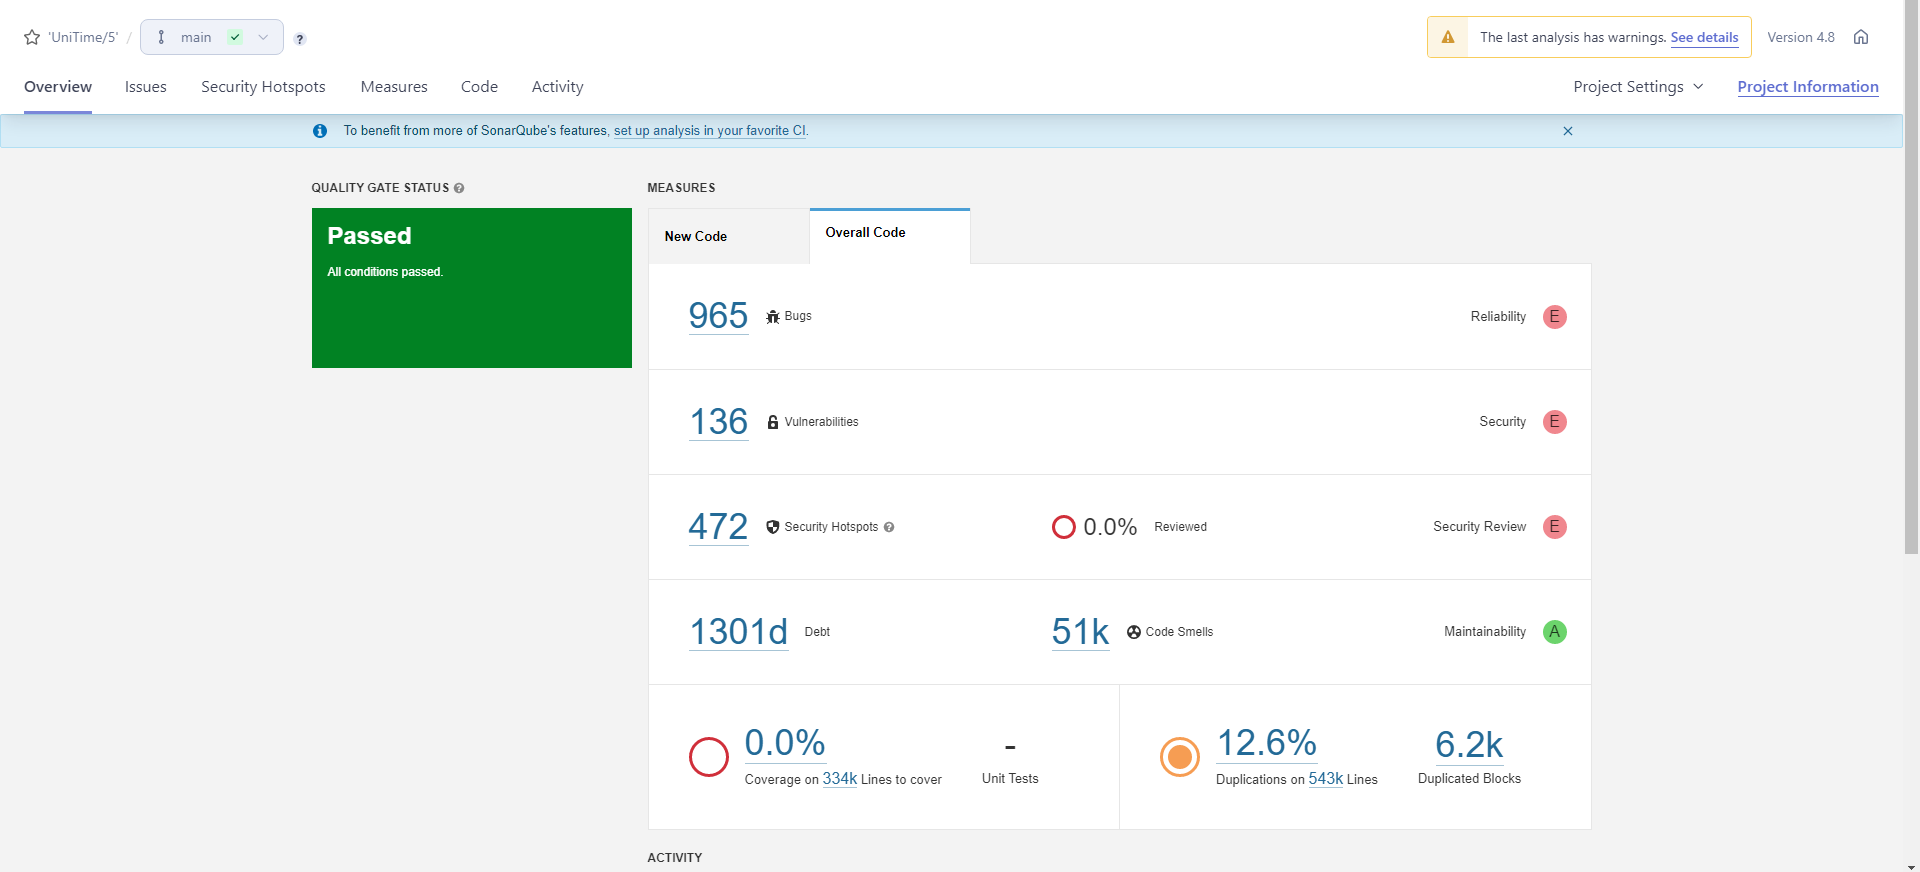 'UniTime/5' / main
The last analysis has warnings. See details
Version 4.8
Overview Issues Security Hotspots Measures Code Activity
Project Settings Project Information
To benefit from more of SonarQube's features, set up analysis in your favorite CI.
QUALITY GATE STATUS
Passed
All conditions passed.
MEASURES
New Code
Overall Code
965 Bugs
Reliability E
136 Vulnerabilities
Security E
472 Security Hotspots
0.0% Reviewed
Security Review E
1301d Debt
51k Code Smells
Maintainability A
0.0%
Coverage on 334k Lines to cover
-
Unit Tests
12.6%
Duplications on 543k Lines
6.2k
Duplicated Blocks
ACTIVITY